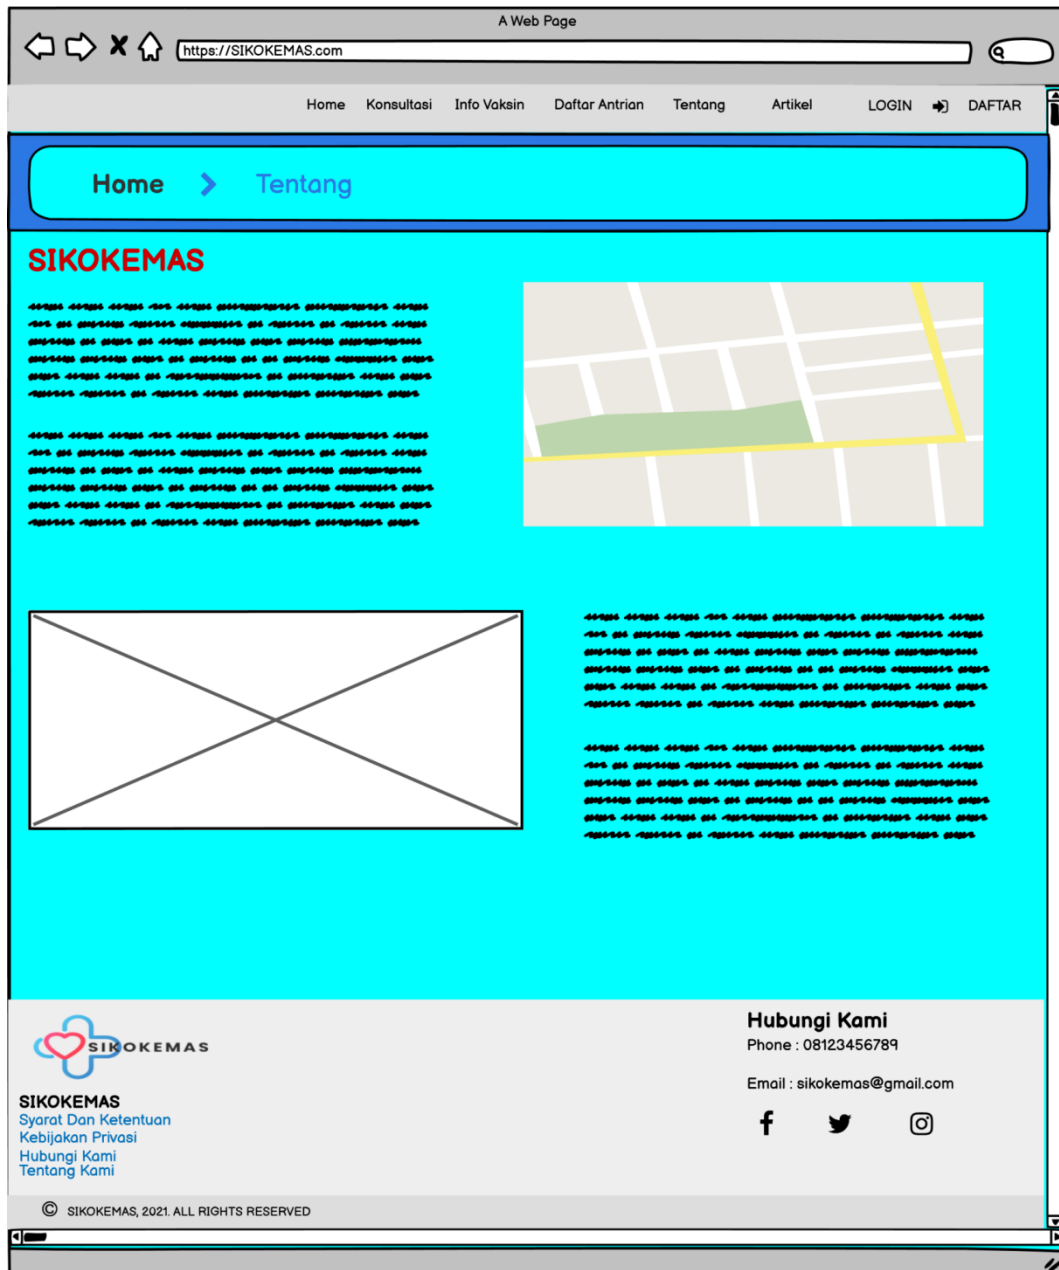 A Web Page
https://SIKOKEMAS.com
Home Konsultasi Info Vaksin Daftar Antrian Tentang Artikel LOGIN DAFTAR
Home Tentang
SIKOKEMAS
SIKOKEMAS
SIKOKEMAS
Syarat Dan Ketentuan
Kebijakan Privasi
Hubungi Kami
Tentang Kami
Hubungi Kami
Phone : 08123456789
Email : sikokemas@gmail.com
© SIKOKEMAS, 2021. ALL RIGHTS RESERVED